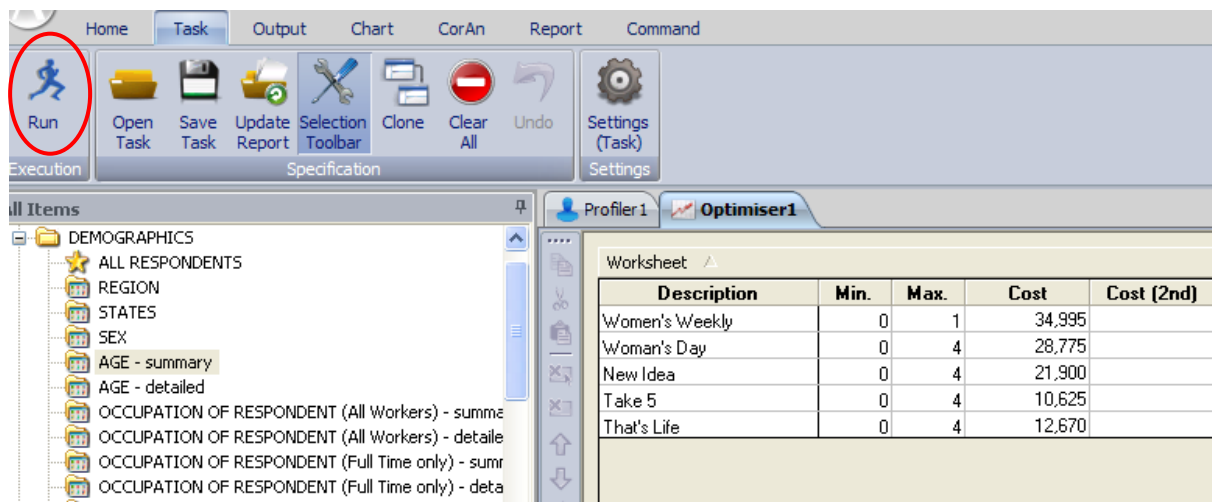 Home Task Output Chart CorAn Report Command
Run Open Task Save Task Update Report Selection Toolbar Clone Clear All Undo Settings (Task)
Execution Specification Settings
All Items
DEMOGRAPHICS
ALL RESPONDENTS
REGION
STATES
SEX
AGE - summary
AGE - detailed
OCCUPATION OF RESPONDENT (All Workers) - summa
OCCUPATION OF RESPONDENT (All Workers) - detaile
OCCUPATION OF RESPONDENT (Full Time only) - sumr
OCCUPATION OF RESPONDENT (Full Time only) - deta
Profiler1 Optimiser1
Worksheet
Description Min. Max. Cost Cost (2nd)
Women's Weekly 0 1 34,995
Woman's Day 0 4 28,775
New Idea 0 4 21,900
Take 5 0 4 10,625
That's Life 0 4 12,670